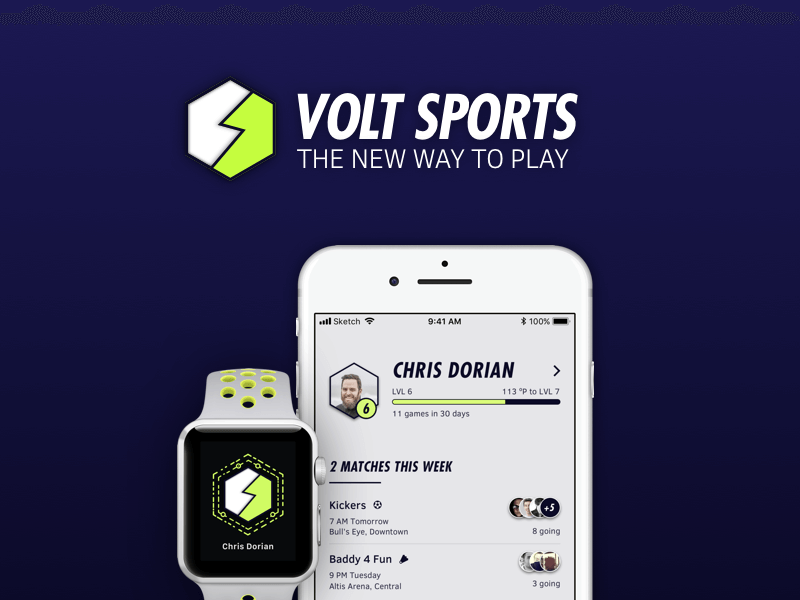 VOLT SPORTS
THE NEW WAY TO PLAY
Sketch 9:41 AM 100%
CHRIS DORIAN
LVL 6 113 °P to LVL 7
6
11 games in 30 days
2 MATCHES THIS WEEK
Kickers
+5
7 AM Tomorrow
Bull's Eye, Downtown
8 going
Baddy 4 Fun
9 PM Tuesday
Altis Arena, Central
3 going
Chris Dorian